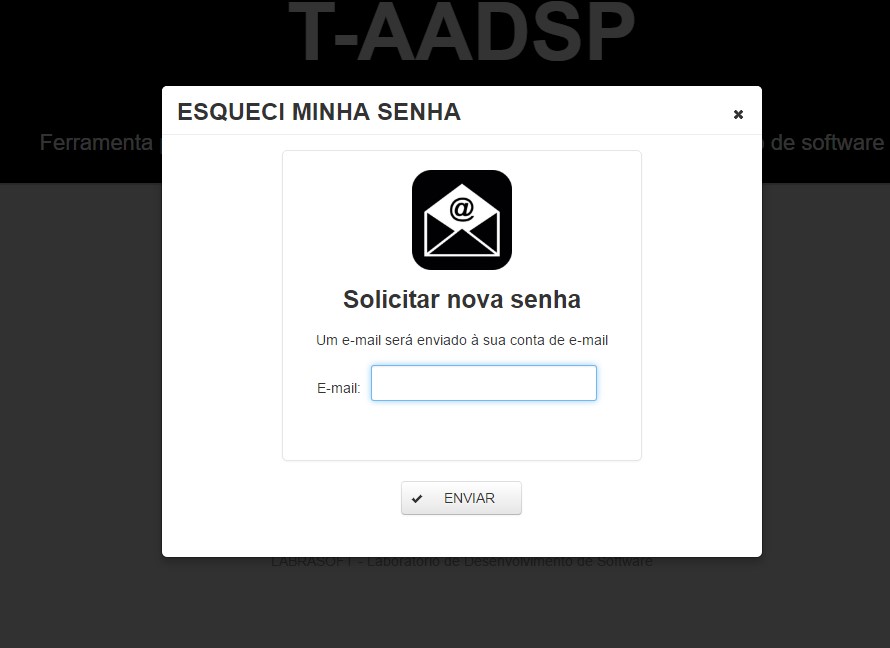 T-AADSP
ESQUECI MINHA SENHA
Ferramenta de software
@
Solicitar nova senha
Um e-mail será enviado à sua conta de e-mail
E-mail:
ENVIAR
LABRASOFT - Laboratório de Desenvolvimento de Software